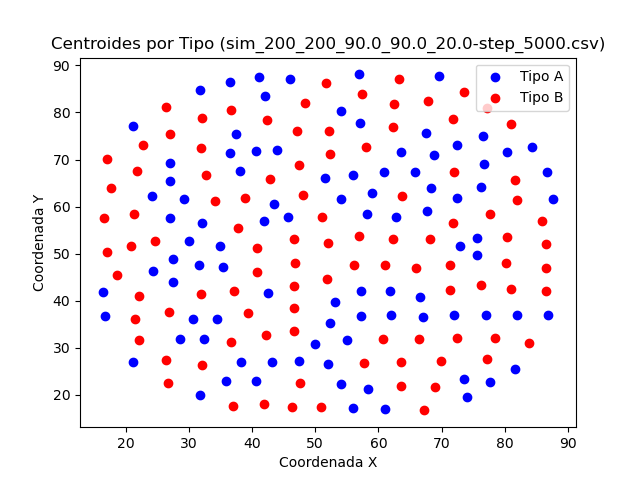 Centroides por Tipo (sim_200_200_90.0_90.0_20.0-step_5000.csv)
Tipo A
Tipo B
90
80
70
60
50
40
30
20
Coordenada Y
20 30 40 50 60 70 80 90
Coordenada X